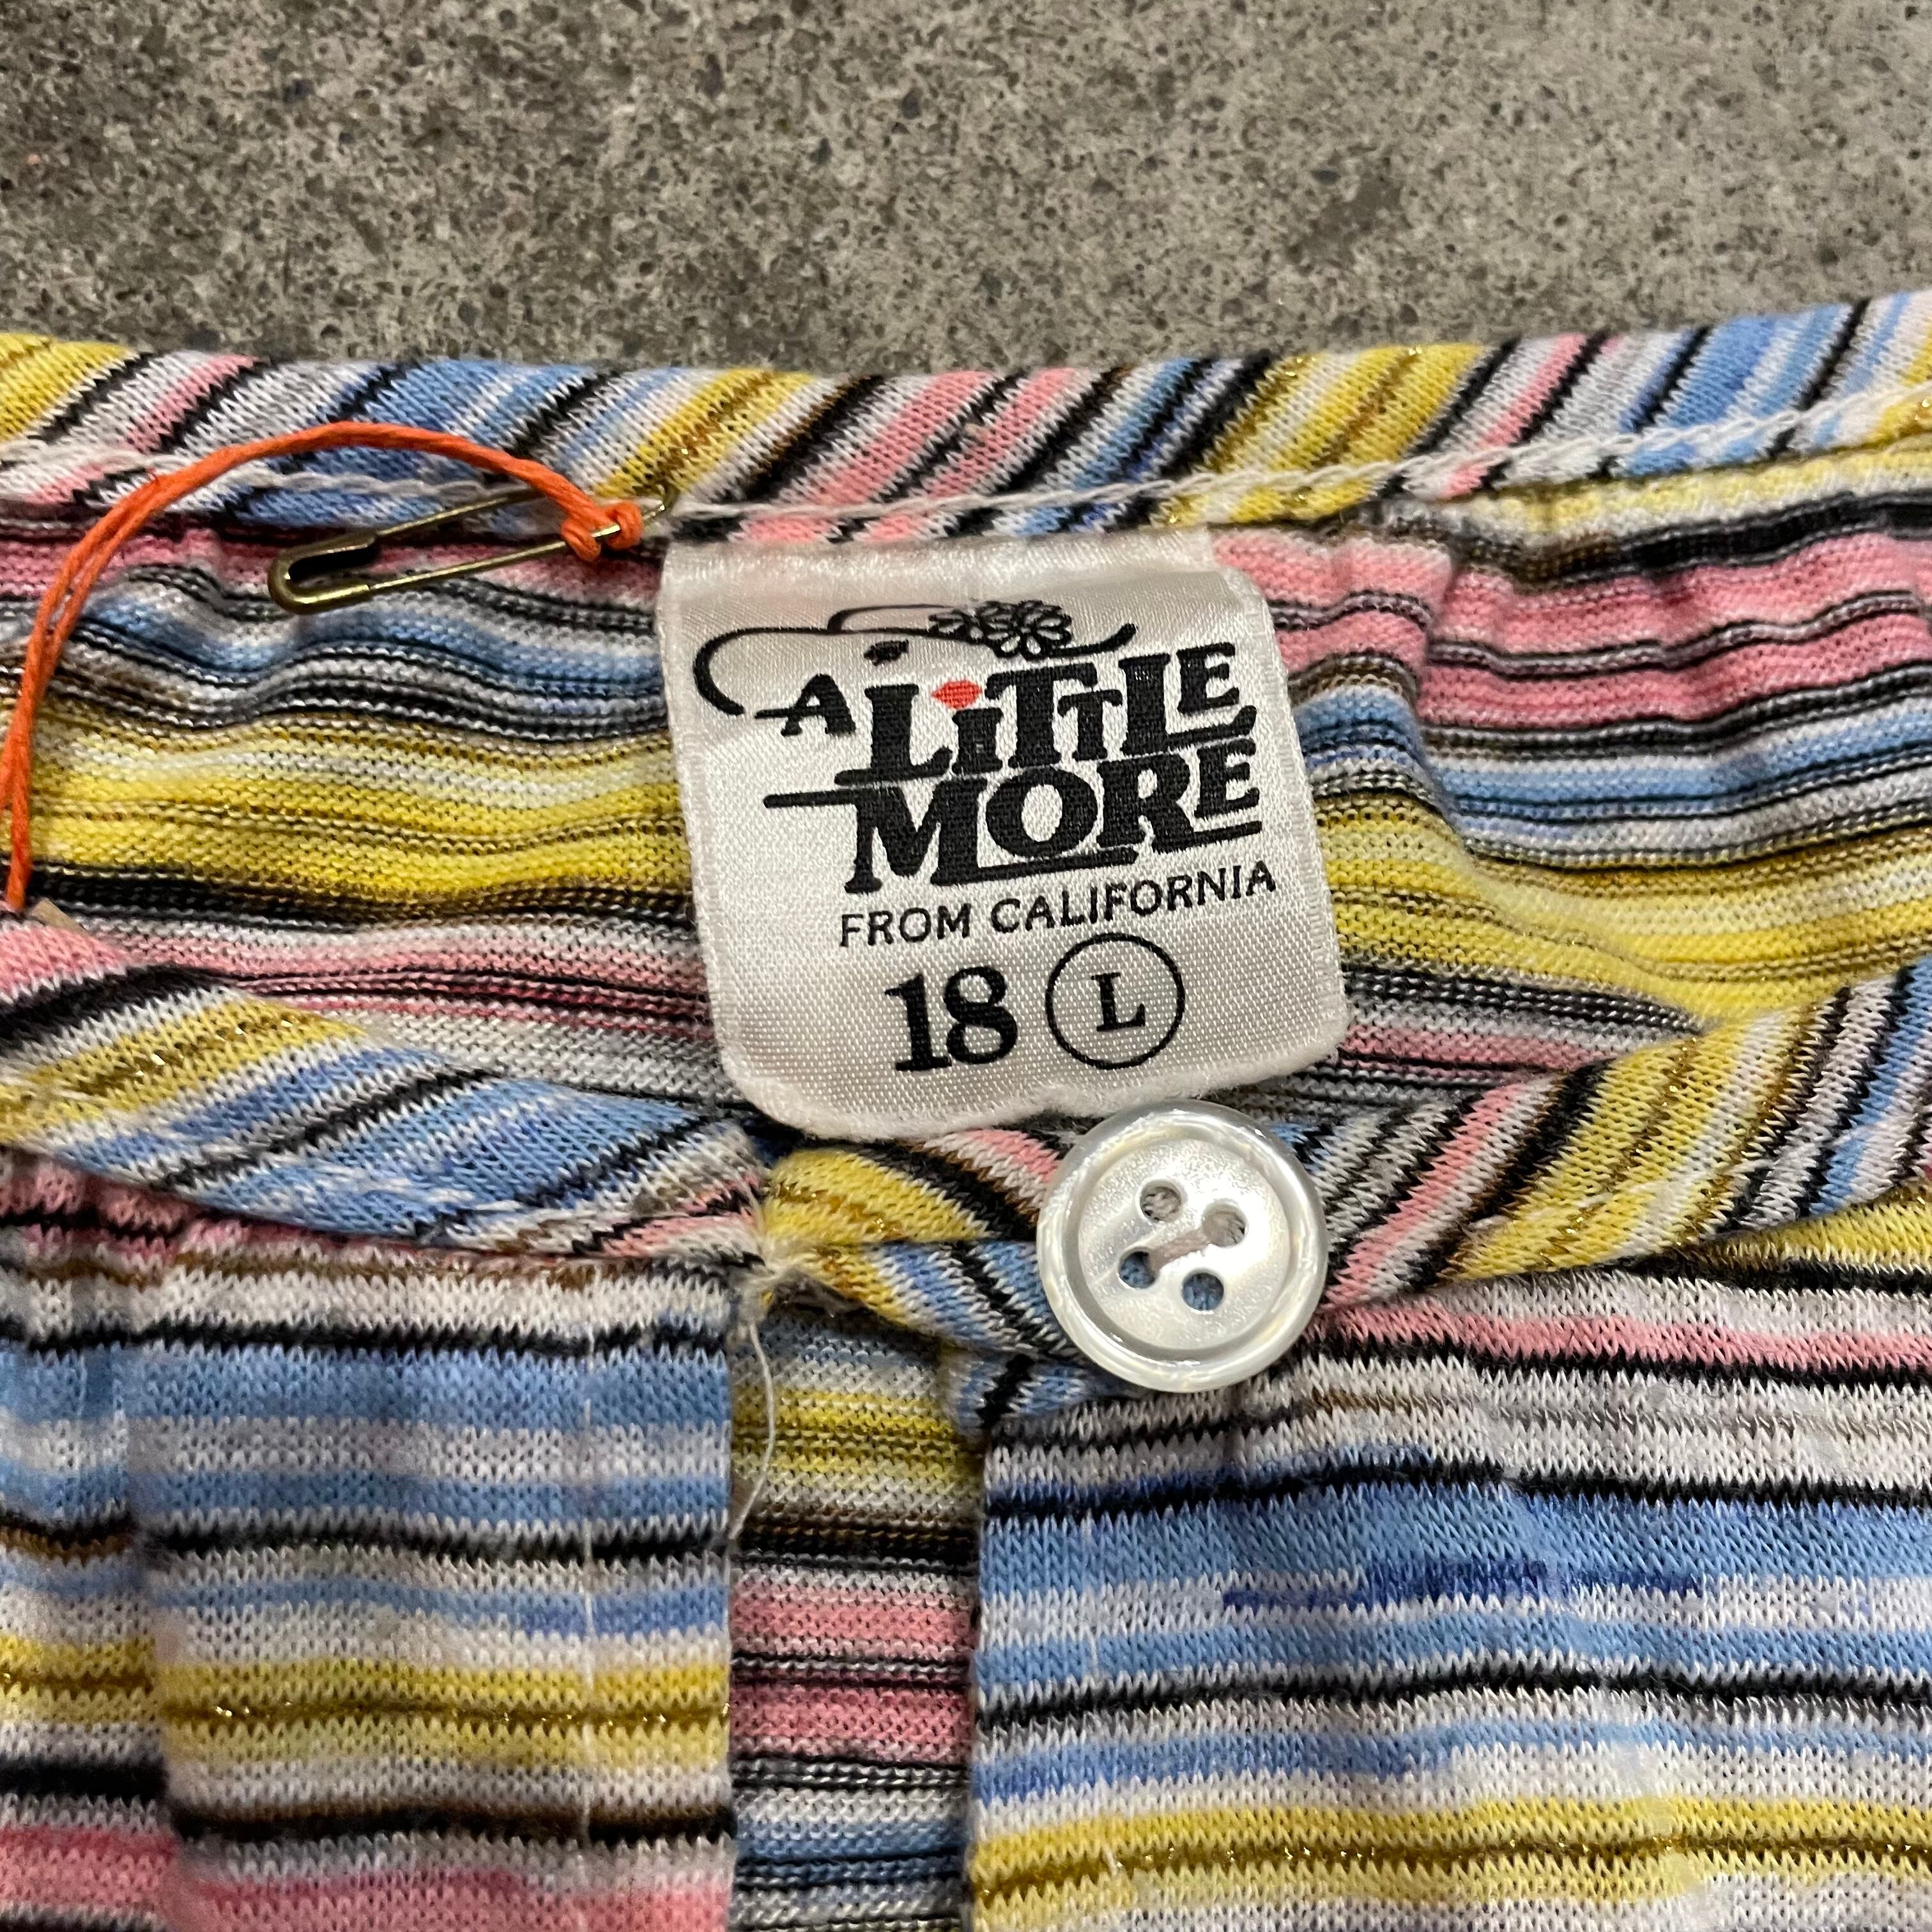 A LiTTLE
MORE
FROM CALIFORNIA
18 L